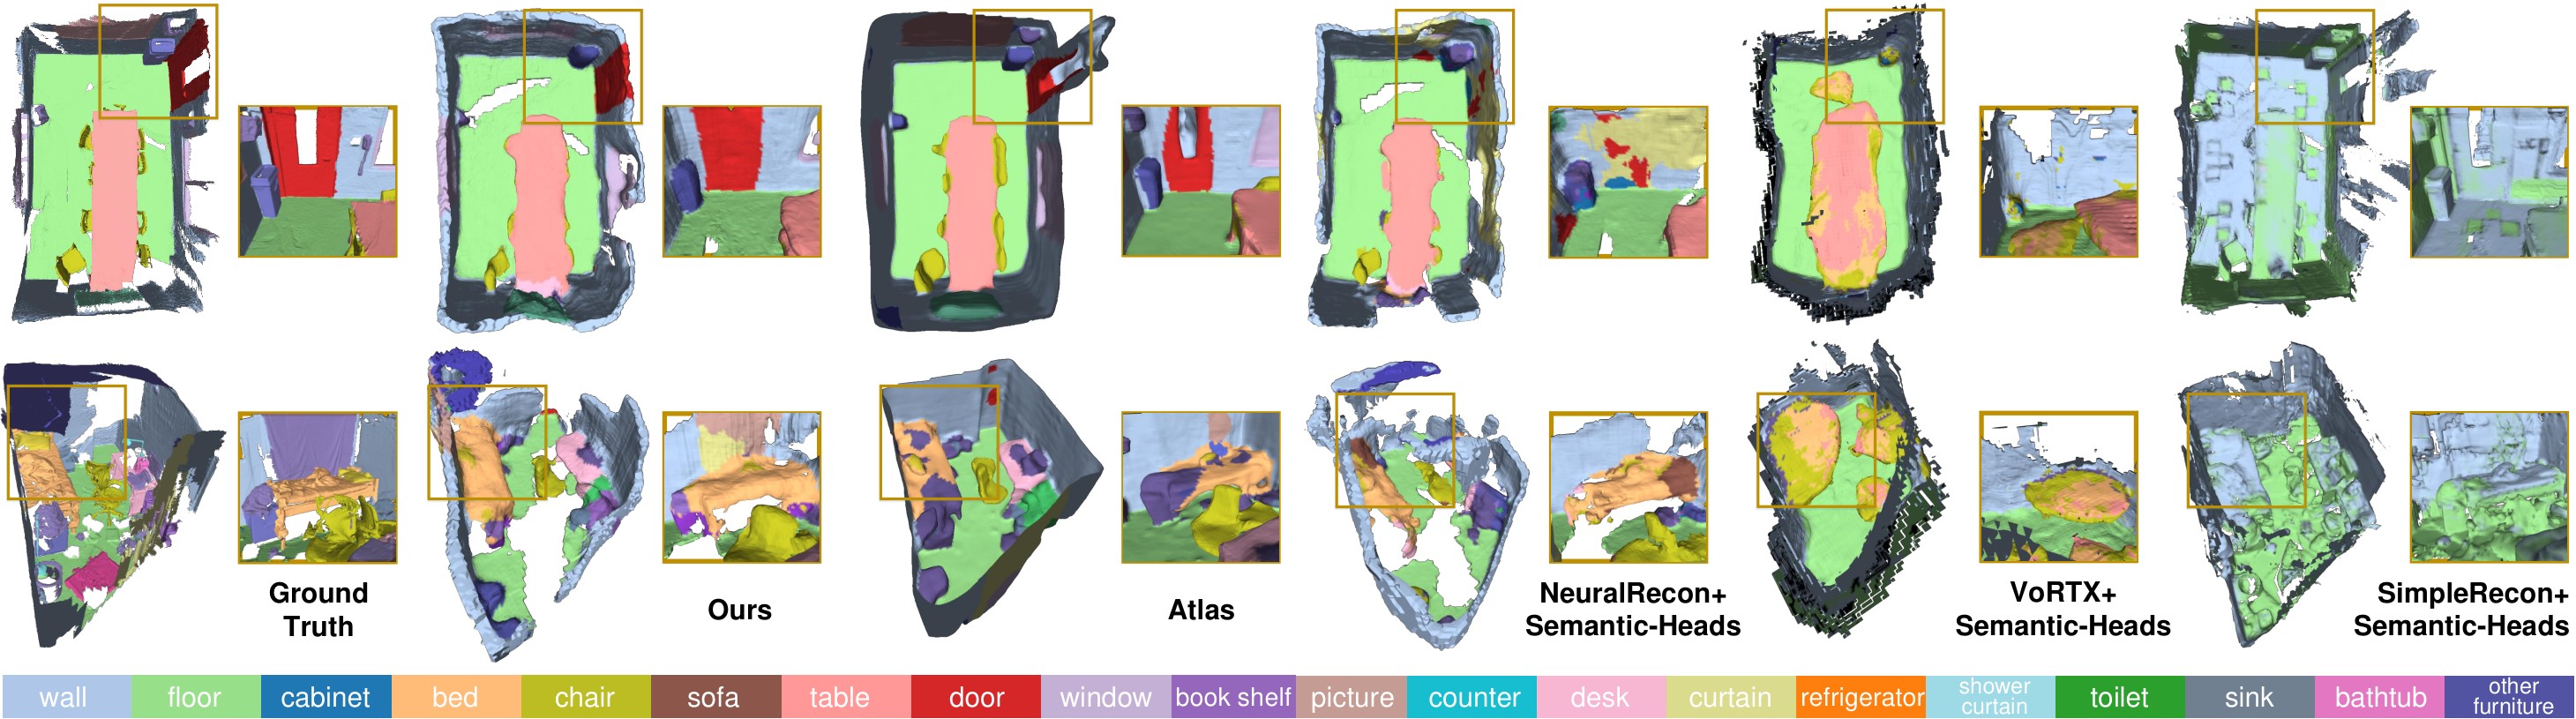 Ground
Truth
Ours
Atlas
NeuralRecon+
Semantic-Heads
VoRTX+
Semantic-Heads
SimpleRecon+
Semantic-Heads
wall
floor
cabinet
bed
chair
sofa
table
door
window
book shelf
picture
counter
desk
curtain
refrigerator
shower
curtain
toilet
sink
bathtub
other
furniture